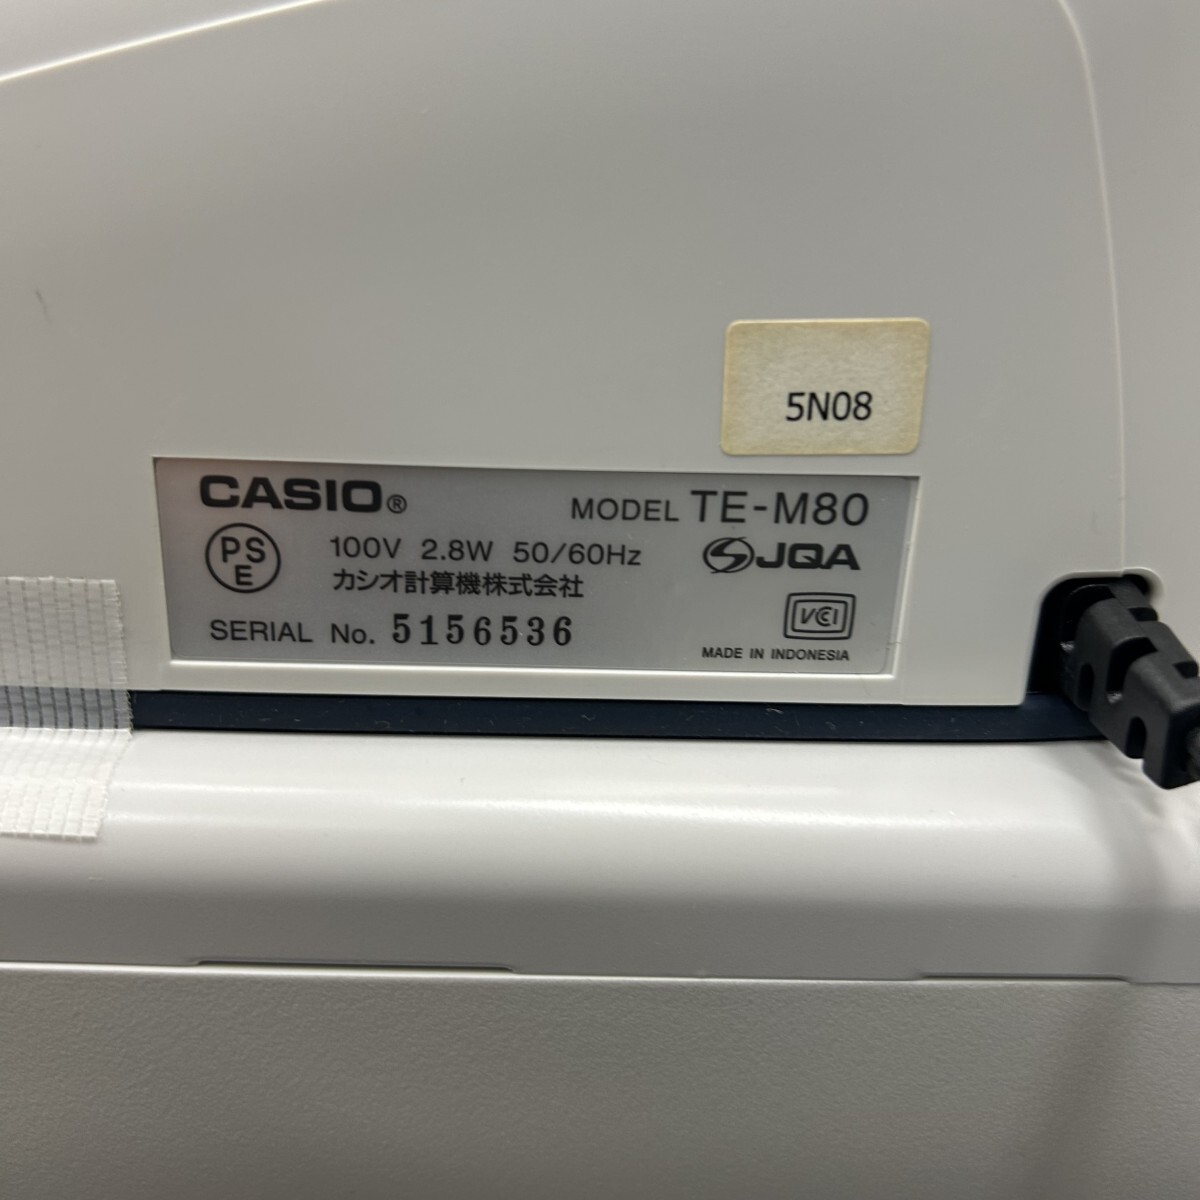 5N08
CASIO® MODEL TE-M80
PSE 100V 2.8W 50/60Hz JQA
カシオ計算機株式会社
VCI
SERIAL No. 5156536
MADE IN INDONESIA